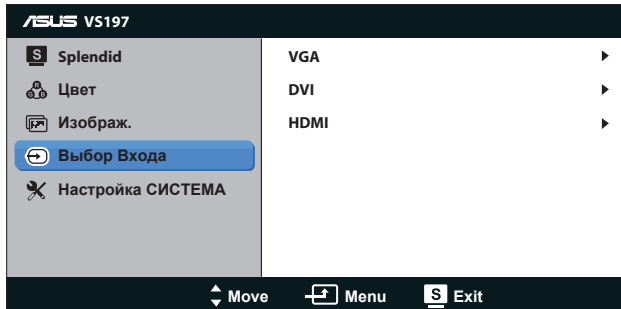 ASUS VS197
S Splendid
Цвет
Изображ.
Выбор Входа
Настройка СИСТЕМА
VGA
DVI
HDMI
Move Menu S Exit